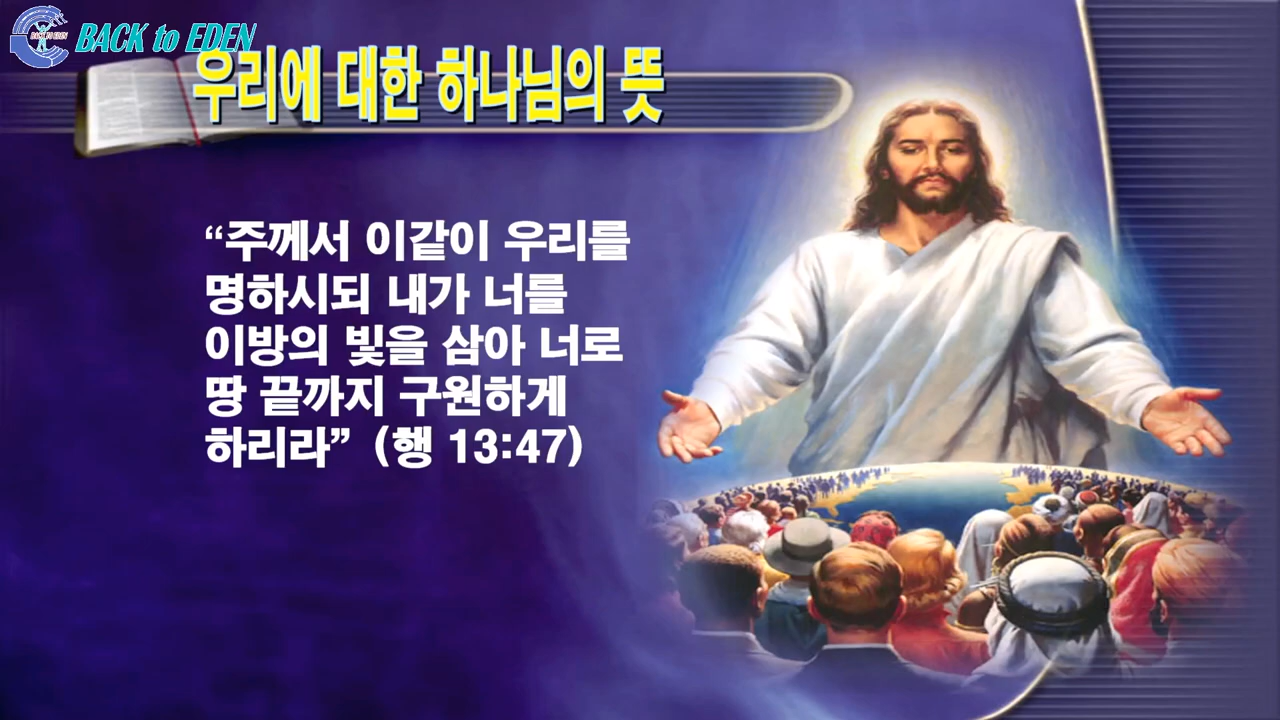 BACK to EDEN
우리에 대한 하나님의 뜻
“주께서 이같이 우리를
명하시되 내가 너를
이방의 빛을 삼아 너로
땅 끝까지 구원하게
하리라” (행 13:47)